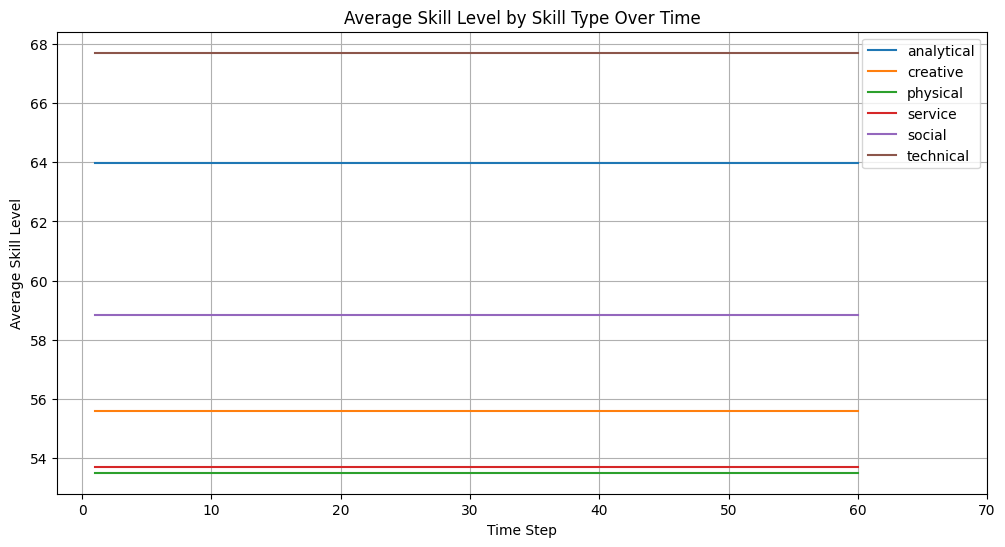 Average Skill Level by Skill Type Over Time
Average Skill Level
68
66
64
62
60
58
56
54
analytical
creative
physical
service
social
technical
0 10 20 30 40 50 60 70
Time Step